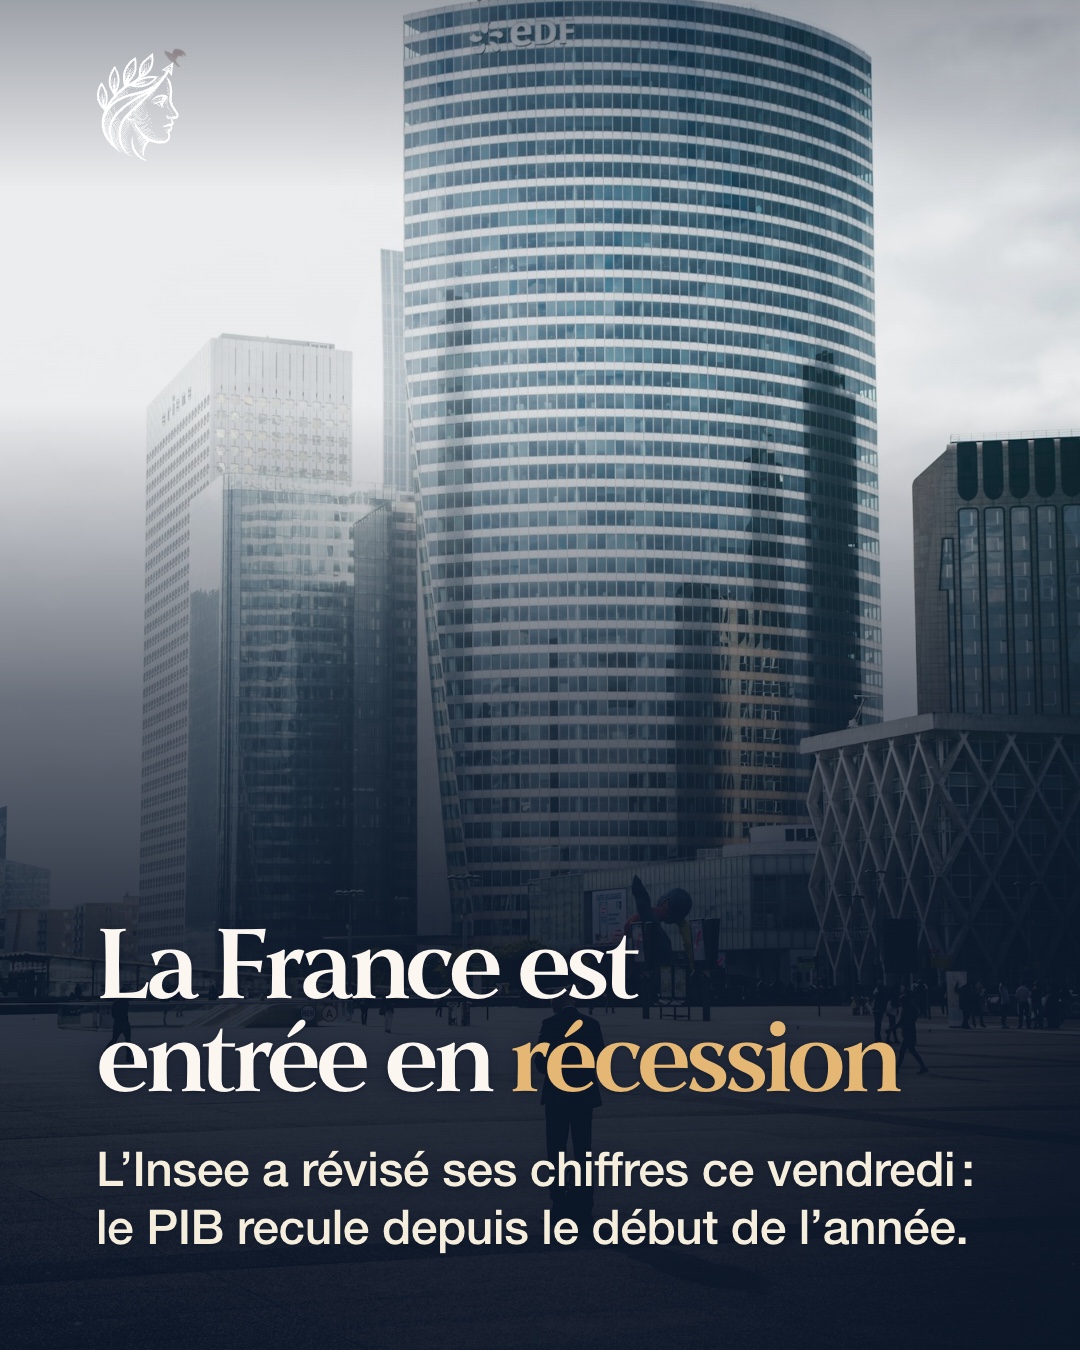 eDF
La France est
entrée en récession
L’Insee a révisé ses chiffres ce vendredi :
le PIB recule depuis le début de l’année.